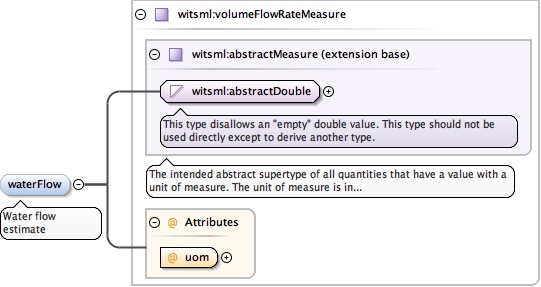 witsml:volumeFlowRateMeasure
witsml:abstractMeasure (extension base)
witsml:abstractDouble
This type disallows an "empty" double value. This type should not be
used directly except to derive another type.
The intended abstract supertype of all quantities that have a value with a
unit of measure. The unit of measure is in...
waterFlow
Water flow
estimate
@ Attributes
@ uom